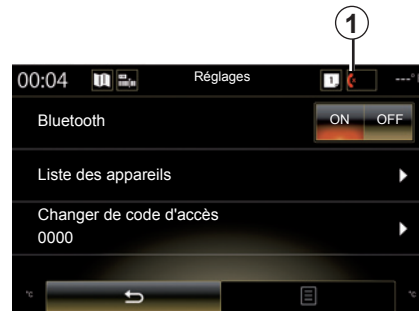 1
00:04 Réglages 1 ---°
Bluetooth ON OFF
Liste des appareils
Changer de code d'accès
0000
°C °C